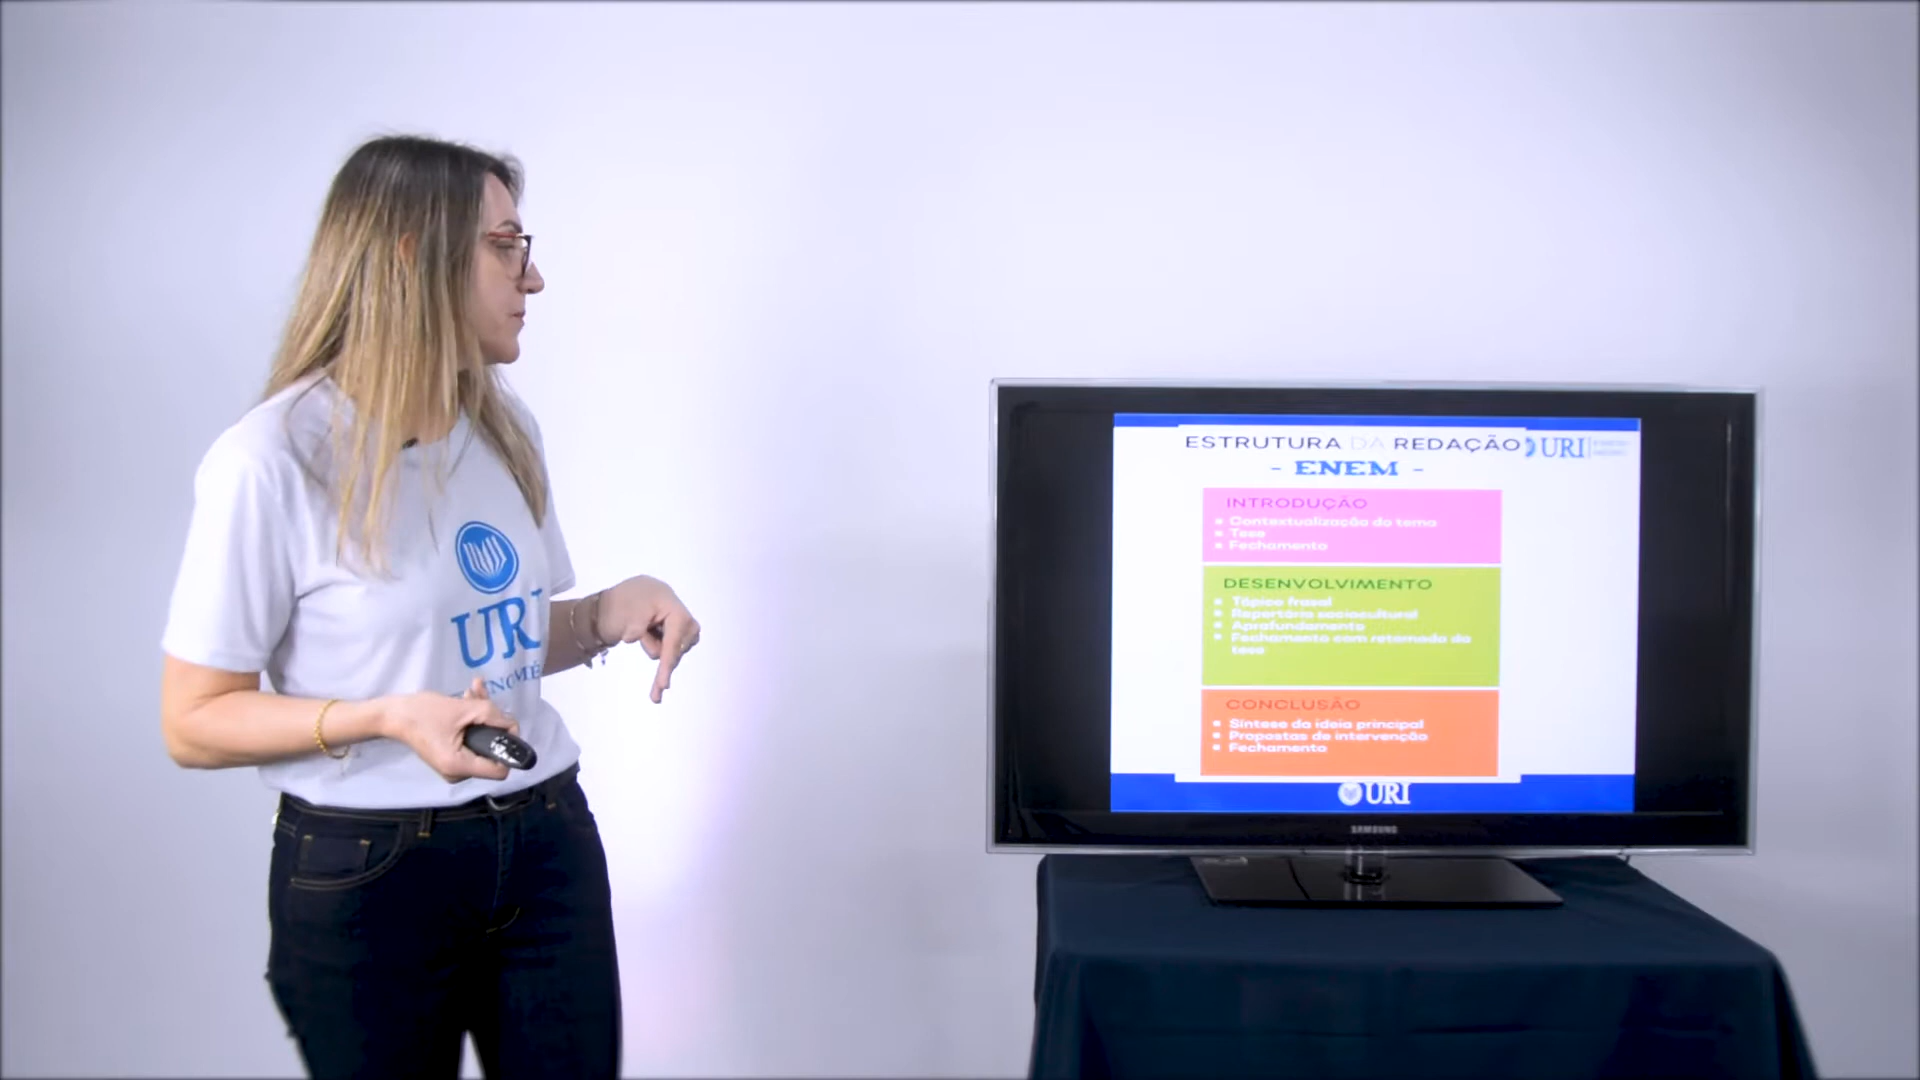 URI
ESTRUTURA DA REDAÇÃO
URI
- ENEM -
INTRODUÇÃO
Contextualização do tema
Tese
Fechamento
DESENVOLVIMENTO
Tópico frasal
Repertório sociocultural
Aprofundamento
Fechamento com retomada da
tese
CONCLUSÃO
Síntese da ideia principal
Propostas de intervenção
Fechamento
URI
SAMSUNG